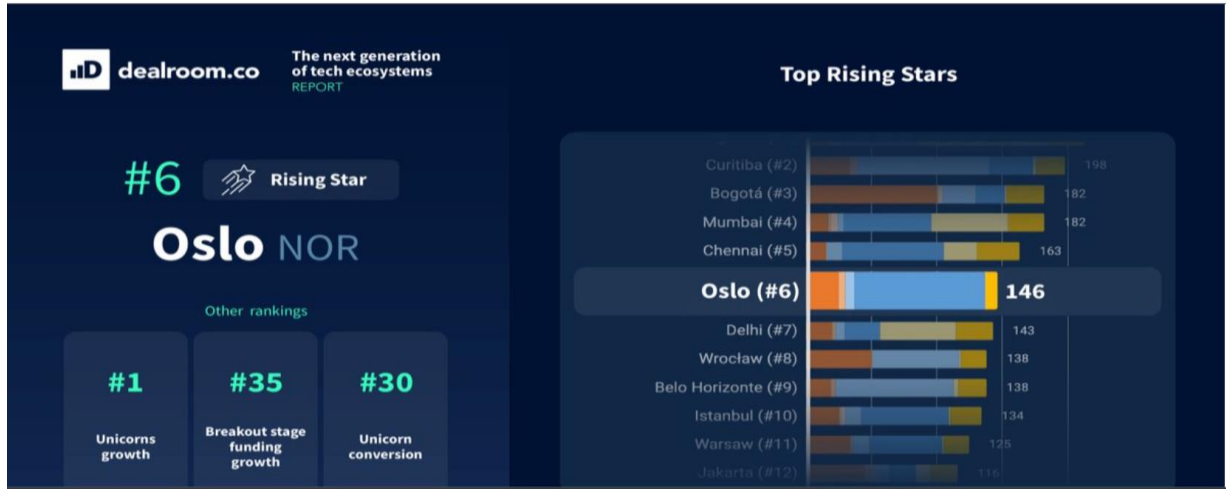 dealroom.co
The next generation
of tech ecosystems
REPORT
#6
Rising Star
Oslo NOR
Other rankings
#1
Unicorns
growth
#35
Breakout stage
funding
growth
#30
Unicorn
conversion
Top Rising Stars
Curitiba (#2) 198
Bogotá (#3) 182
Mumbai (#4) 182
Chennai (#5) 163
Oslo (#6) 146
Delhi (#7) 143
Wrocław (#8) 138
Belo Horizonte (#9) 138
Istanbul (#10) 134
Warsaw (#11) 125
Jakarta (#12) 116